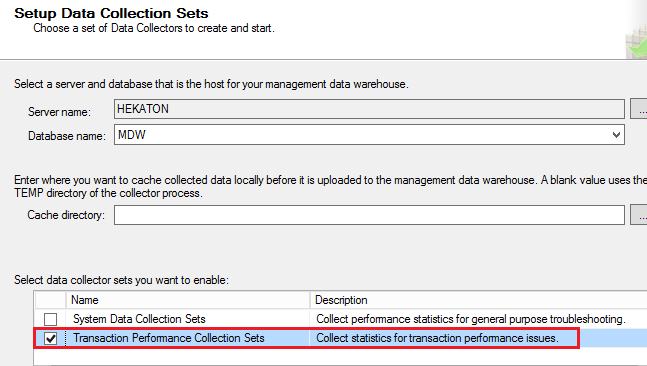 Setup Data Collection Sets
Choose a set of Data Collectors to create and start.
Select a server and database that is the host for your management data warehouse.
Server name: HEKATON ...
Database name: MDW
Enter where you want to cache collected data locally before it is uploaded to the management data warehouse. A blank value uses the
TEMP directory of the collector process.
Cache directory: ...
Select data collector sets you want to enable:
Name Description
System Data Collection Sets Collect performance statistics for general purpose troubleshooting.
Transaction Performance Collection Sets Collect statistics for transaction performance issues.